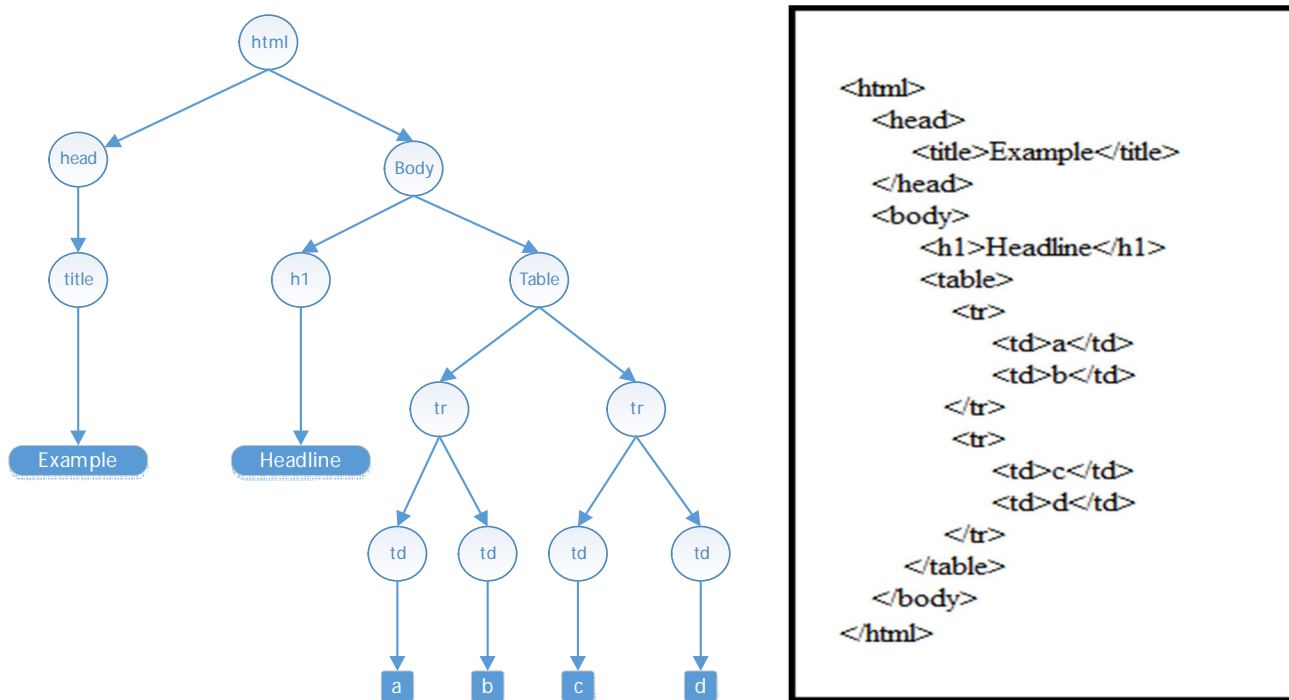 html
head
Body
title
h1
Table
tr
tr
Example
Headline
td
td
td
td
a
b
c
d
<html>
<head>
<title>Example</title>
</head>
<body>
<h1>Headline</h1>
<table>
<tr>
<td>a</td>
<td>b</td>
</tr>
<tr>
<td>c</td>
<td>d</td>
</tr>
</table>
</body>
</html>